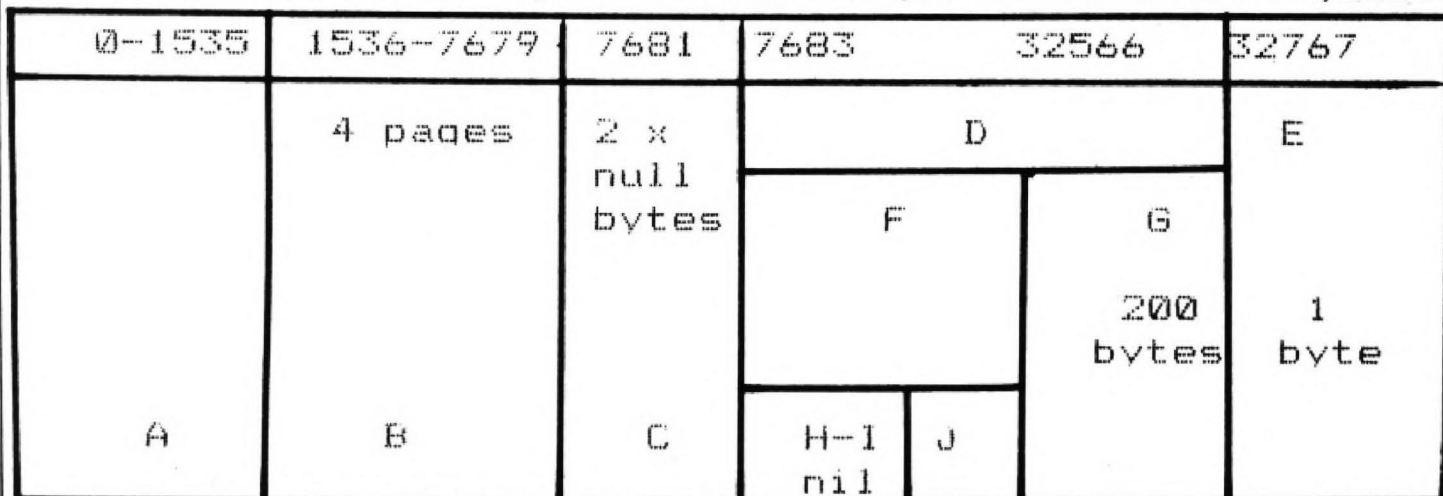 0-1535 1536-7679 7681 7683 32566 32767
4 pages 2 x D E
null
bytes F G
200 1
bytes byte
A B C H-I J
nil